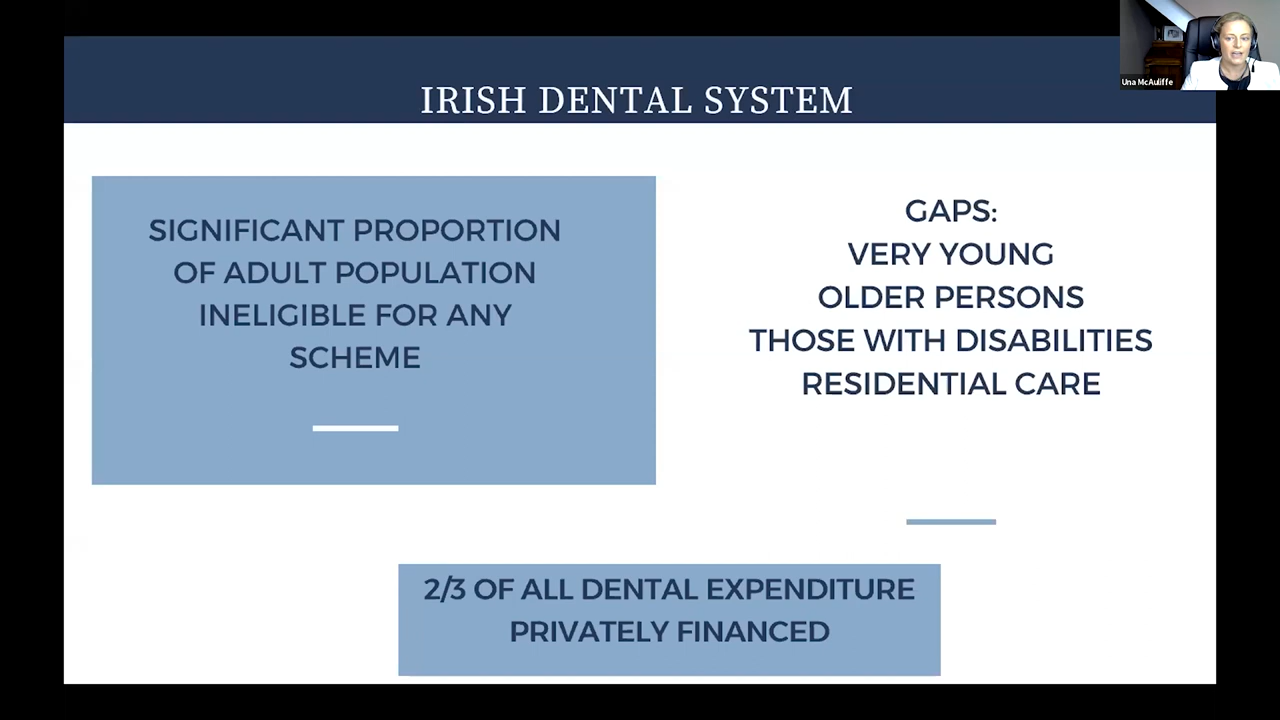 IRISH DENTAL SYSTEM
Una McAuliffe
SIGNIFICANT PROPORTION
OF ADULT POPULATION
INELIGIBLE FOR ANY
SCHEME
GAPS:
VERY YOUNG
OLDER PERSONS
THOSE WITH DISABILITIES
RESIDENTIAL CARE
2/3 OF ALL DENTAL EXPENDITURE
PRIVATELY FINANCED